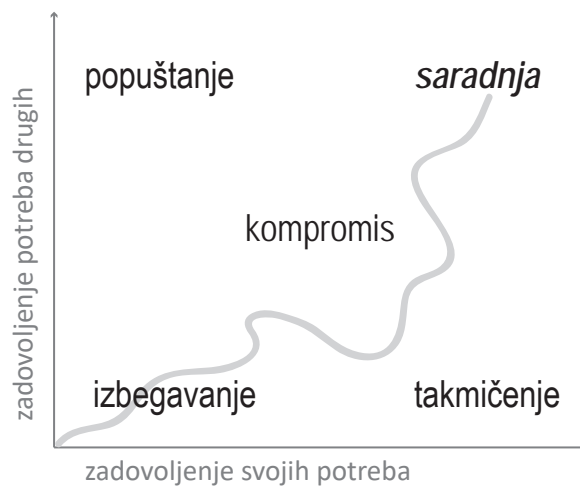 popuštanje
saradnja
kompromis
izbegavanje
takmičenje
zadovoljenje potreba drugih
zadovoljenje svojih potreba